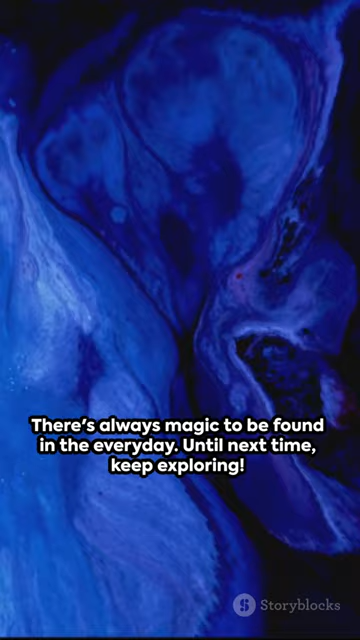 There's always magic to be found
in the everyday. Until next time,
keep exploring!
Storyblocks